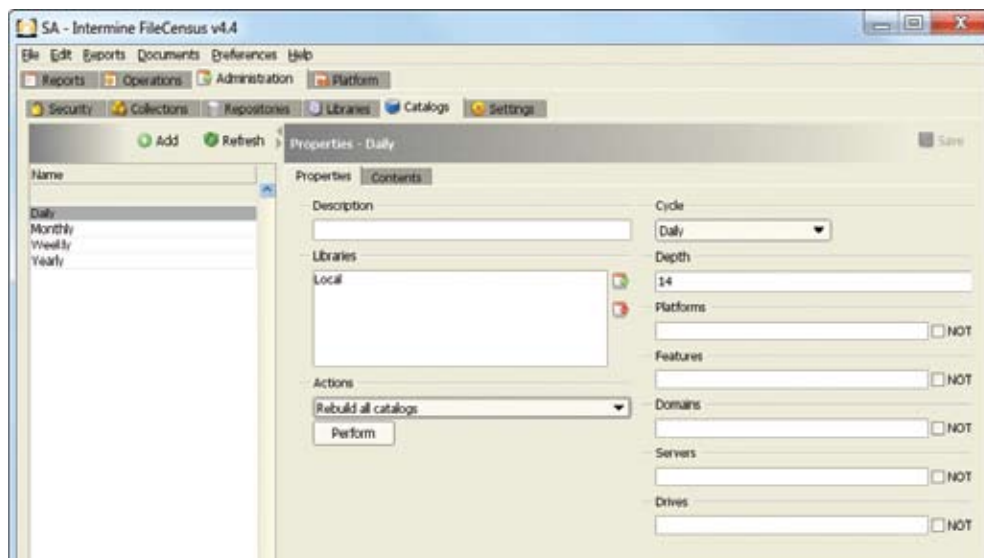 SA - Intermine FileCensus v4.4
File Edit Reports Documents Preferences Help
Reports Operations Administration Platform
Security Collections Repositories Libraries Catalogs Settings
Add Refresh Properties - Daily Save
Name
Properties Contents
Daily
Monthly
Weekly
Yearly
Description
Cycle
Daily
Libraries
Local
Depth
14
Platforms
NOT
Features
NOT
Actions
Rebuild all catalogs
Perform
Domains
NOT
Servers
NOT
Drives
NOT